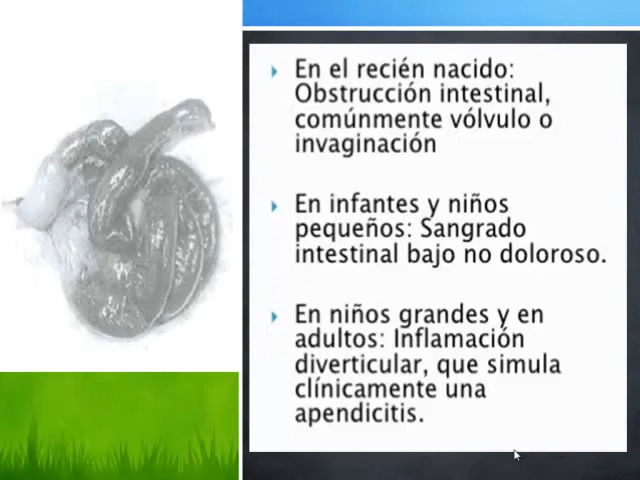 En el recién nacido:
Obstrucción intestinal,
comúnmente vólvulo o
invaginación
En infantes y niños
pequeños: Sangrado
intestinal bajo no doloroso.
En niños grandes y en
adultos: Inflamación
diverticular, que simula
clínicamente una
apendicitis.